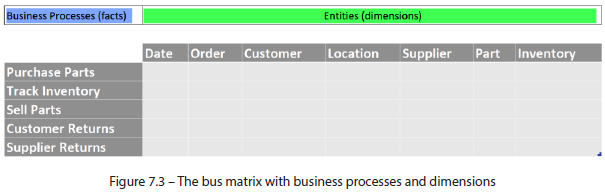 Business Processes (facts) Entities (dimensions)
Date Order Customer Location Supplier Part Inventory
Purchase Parts
Track Inventory
Sell Parts
Customer Returns
Supplier Returns
Figure 7.3 – The bus matrix with business processes and dimensions